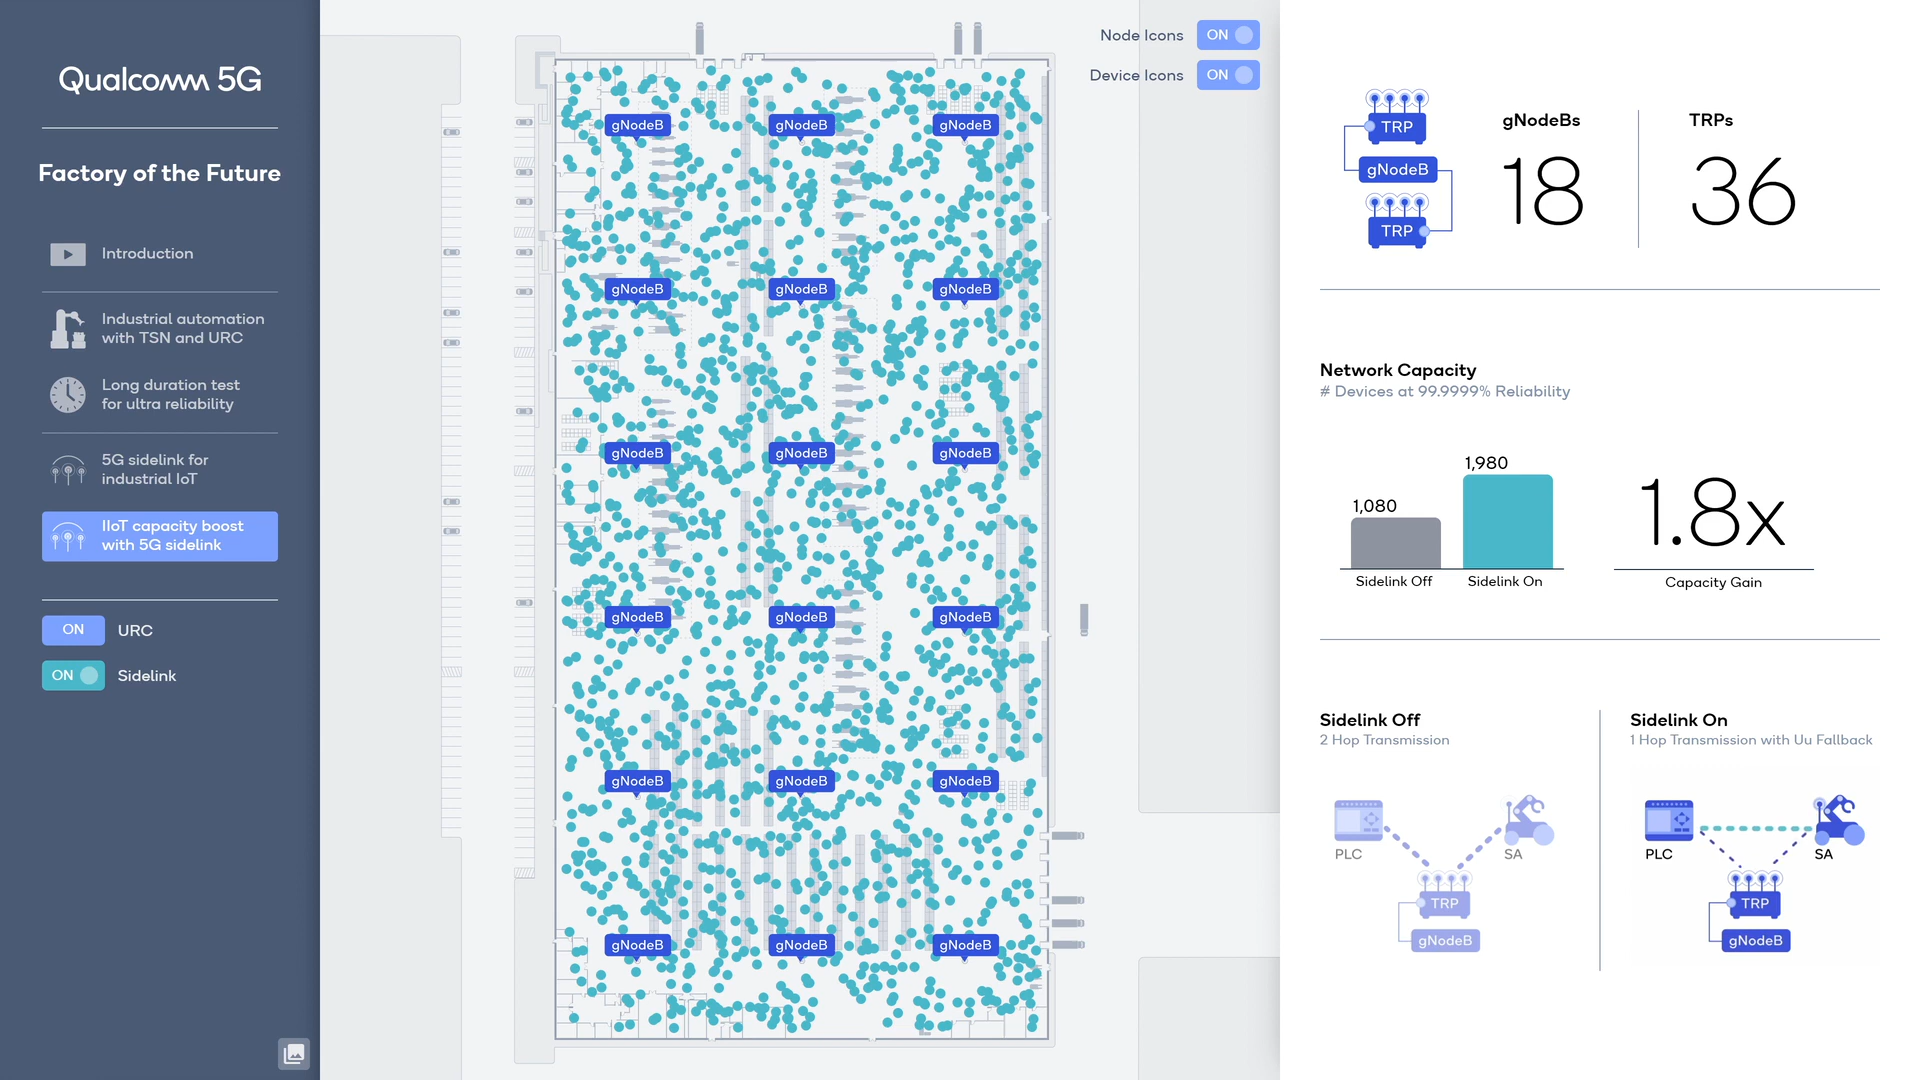 Qualcomm 5G
Factory of the Future
Introduction
Industrial automation
with TSN and URC
Long duration test
for ultra reliability
5G sidelink for
industrial IoT
IIoT capacity boost
with 5G sidelink
ON URC
ON Sidelink
Node Icons ON
Device Icons ON
gNodeB gNodeB gNodeB
gNodeB gNodeB gNodeB
gNodeB gNodeB gNodeB
gNodeB gNodeB gNodeB
gNodeB gNodeB gNodeB
gNodeB gNodeB gNodeB
TRP
gNodeB
TRP
gNodeBs
18
TRPs
36
Network Capacity
# Devices at 99.9999% Reliability
1,080
1,980
Sidelink Off
Sidelink On
1.8x
Capacity Gain
Sidelink Off
2 Hop Transmission
PLC
SA
TRP
gNodeB
Sidelink On
1 Hop Transmission with Uu Fallback
PLC
SA
TRP
gNodeB